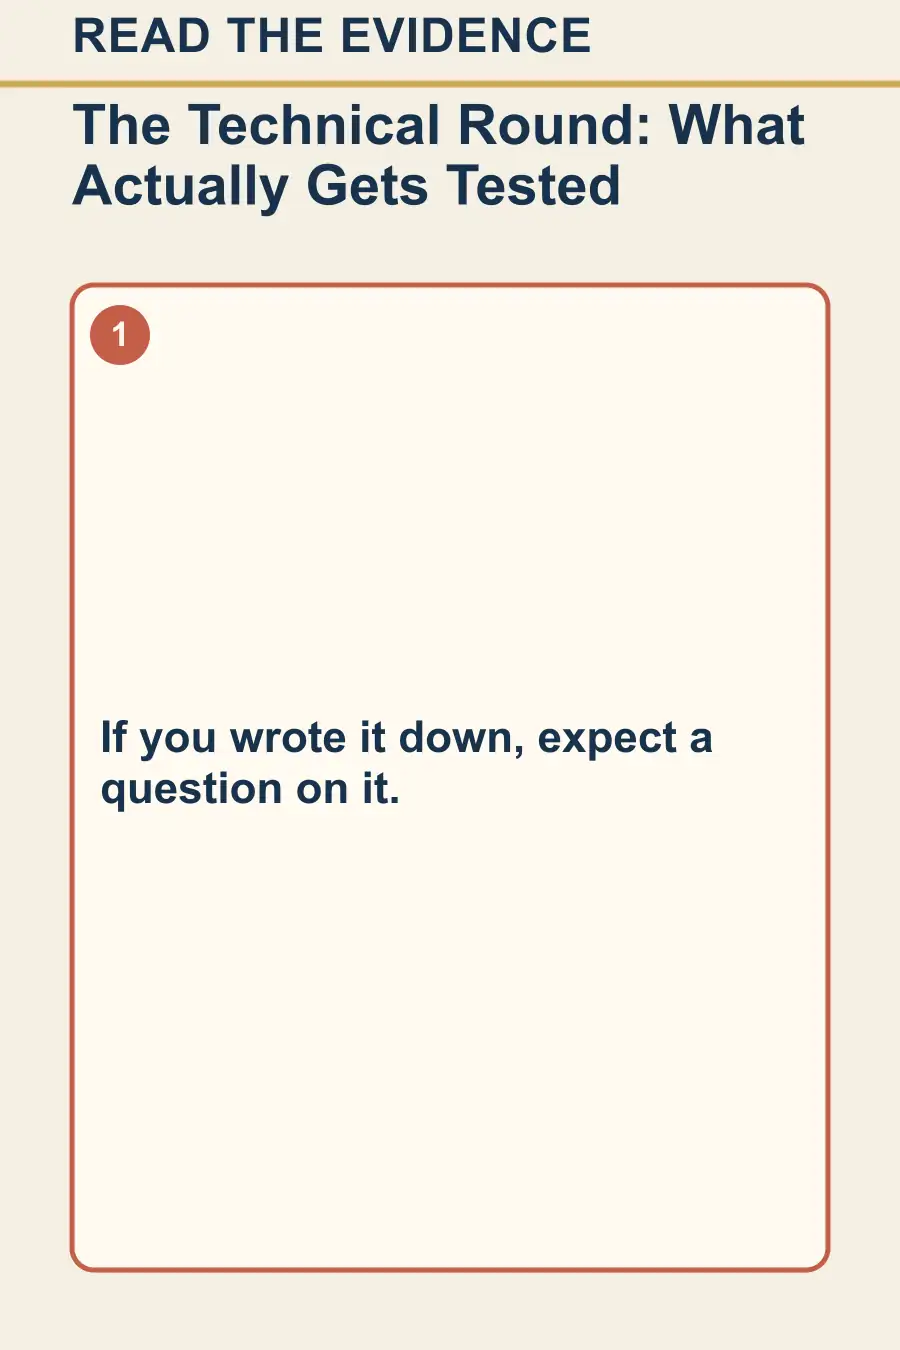 READ THE EVIDENCE
The Technical Round: What
Actually Gets Tested
1
If you wrote it down, expect a
question on it.